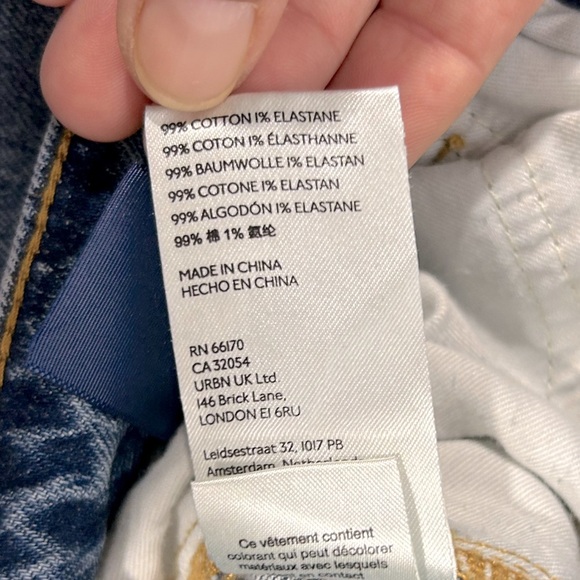 99% COTTON 1% ELASTANE
99% COTON 1% ÉLASTHANNE
99% BAUMWOLLE 1% ELASTAN
99% COTONE 1% ELASTAN
99% ALGODÓN 1% ELASTANE
99% 棉 1% 氨纶
MADE IN CHINA
HECHO EN CHINA
RN 66170
CA 32054
URBN UK Ltd.
146 Brick Lane,
LONDON E1 6RU
Leidsestraat 32, 1017 PB
Amsterdam, Netherland
Ce vêtement contient
colorant qui peut décolorer
matériaux avec lesquels
en contact